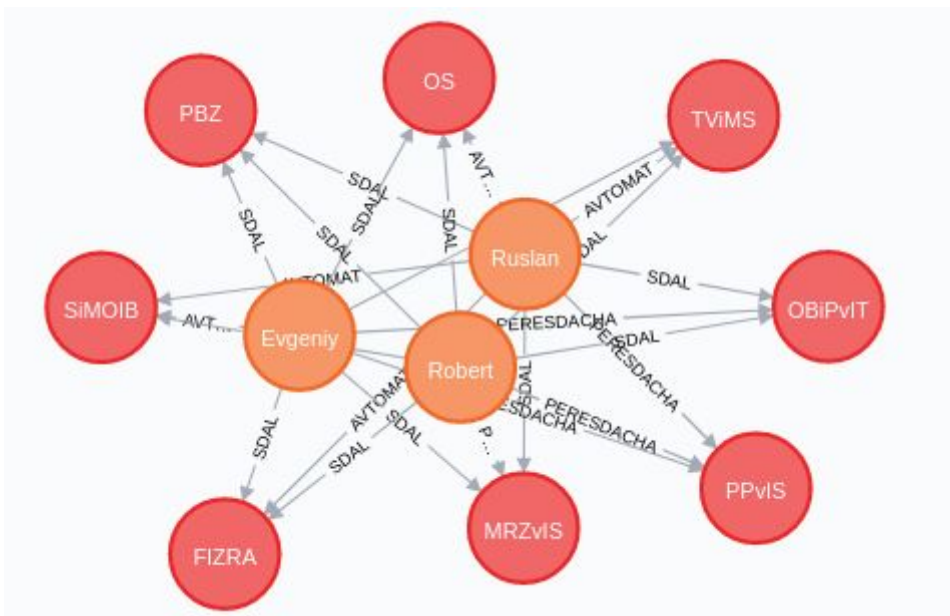 OS
PBZ
TViMS
AVT...
AVTOMAT
SDAL
SDAL
SDAL
SDAL
SDAL
Ruslan
AVTOMAT
SDAL
SiMOIB
OBiPvIT
AVT...
PERESDACHA
Evgeniy
SDAL
PERESDACHA
Robert
SDAL
AVTOMAT
PERESDACHA
SDAL
SDAL
P...
SDAL
PPvIS
MRZvIS
FIZRA